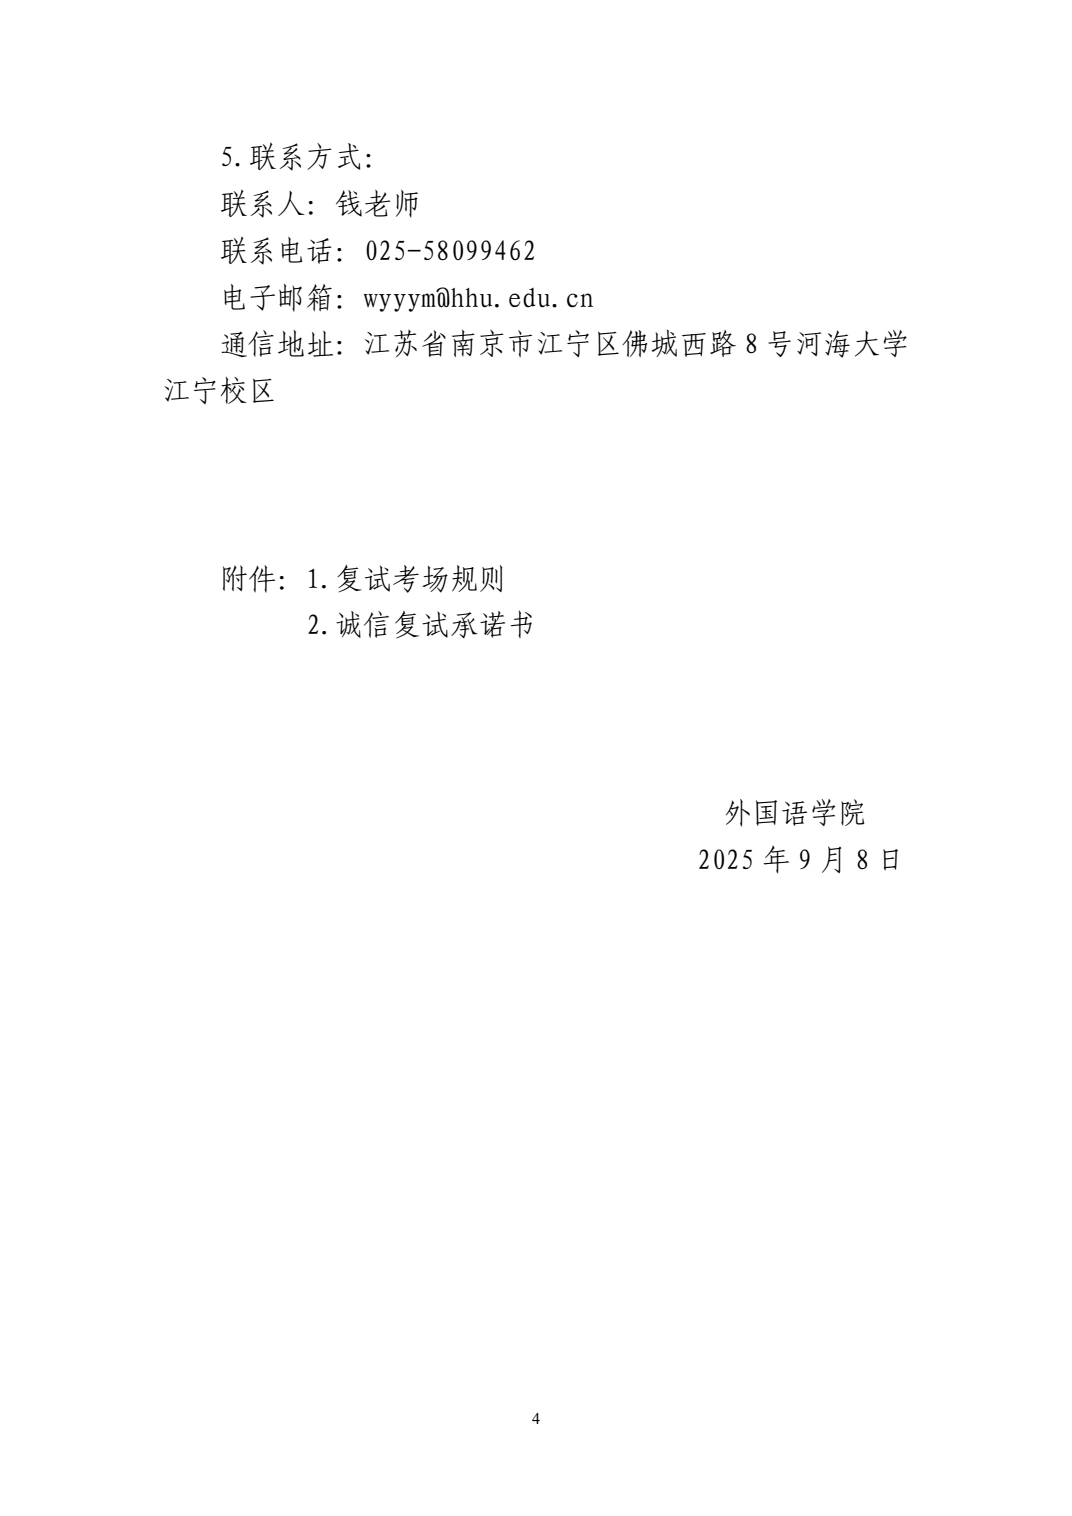 5.联系方式：
联系人：钱老师
联系电话：025-58099462
电子邮箱：wyyym@hhu.edu.cn
通信地址：江苏省南京市江宁区佛城西路 8 号河海大学
江宁校区
附件：1.复试考场规则
2.诚信复试承诺书
外国语学院
2025 年 9 月 8 日
4